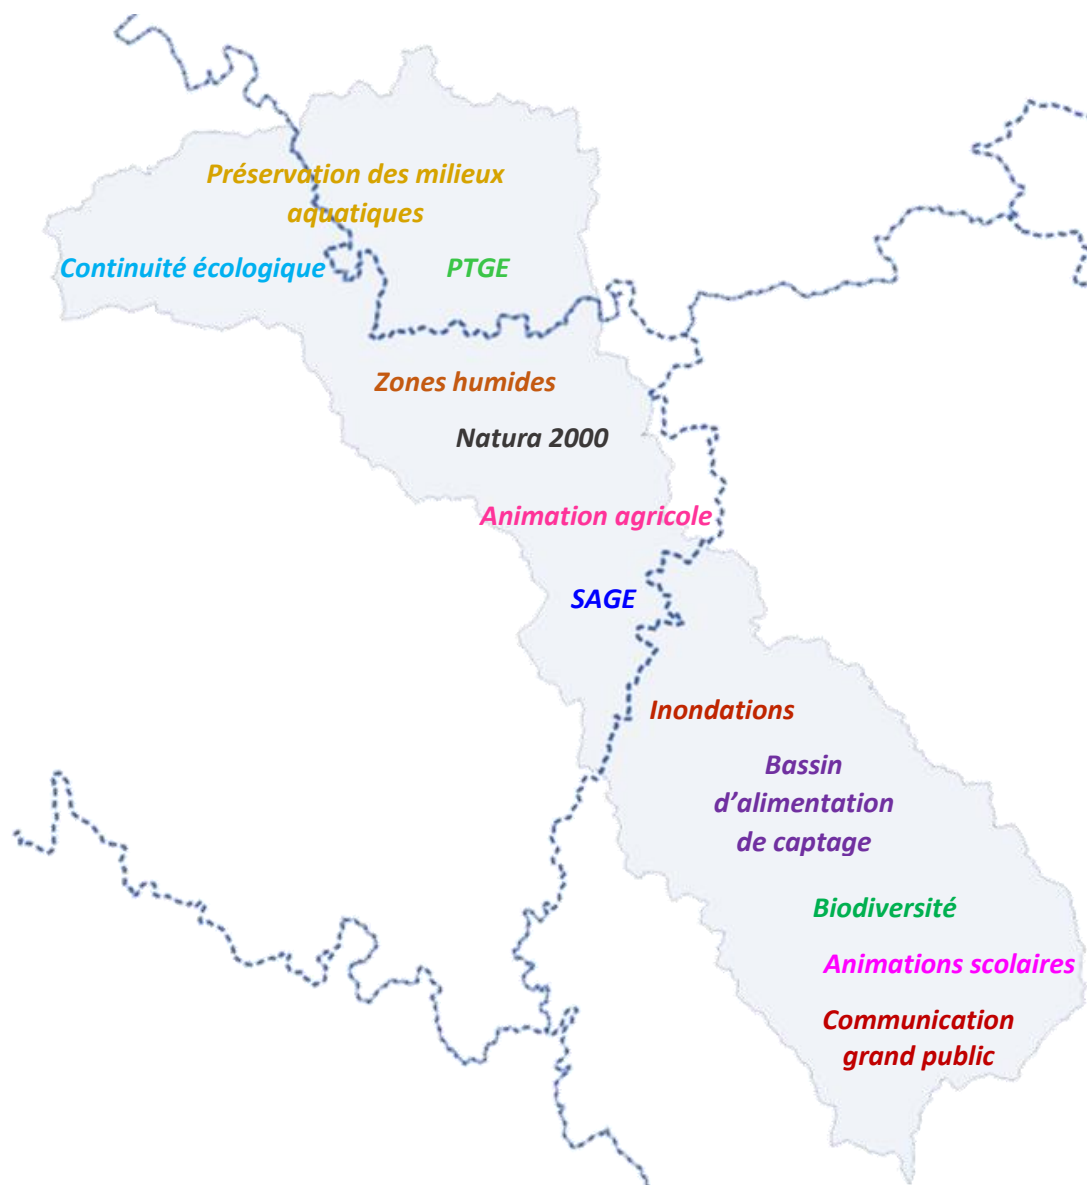 Préservation des milieux
aquatiques
Continuité écologique
PTGE
Zones humides
Natura 2000
Animation agricole
SAGE
Inondations
Bassin
d’alimentation
de captage
Biodiversité
Animations scolaires
Communication
grand public